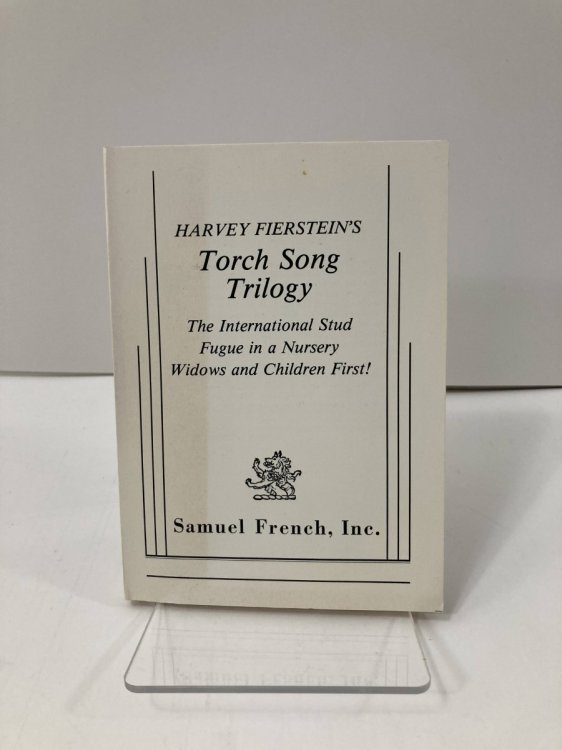 HARVEY FIERSTEIN'S
Torch Song
Trilogy
The International Stud
Fugue in a Nursery
Widows and Children First!
Samuel French, Inc.